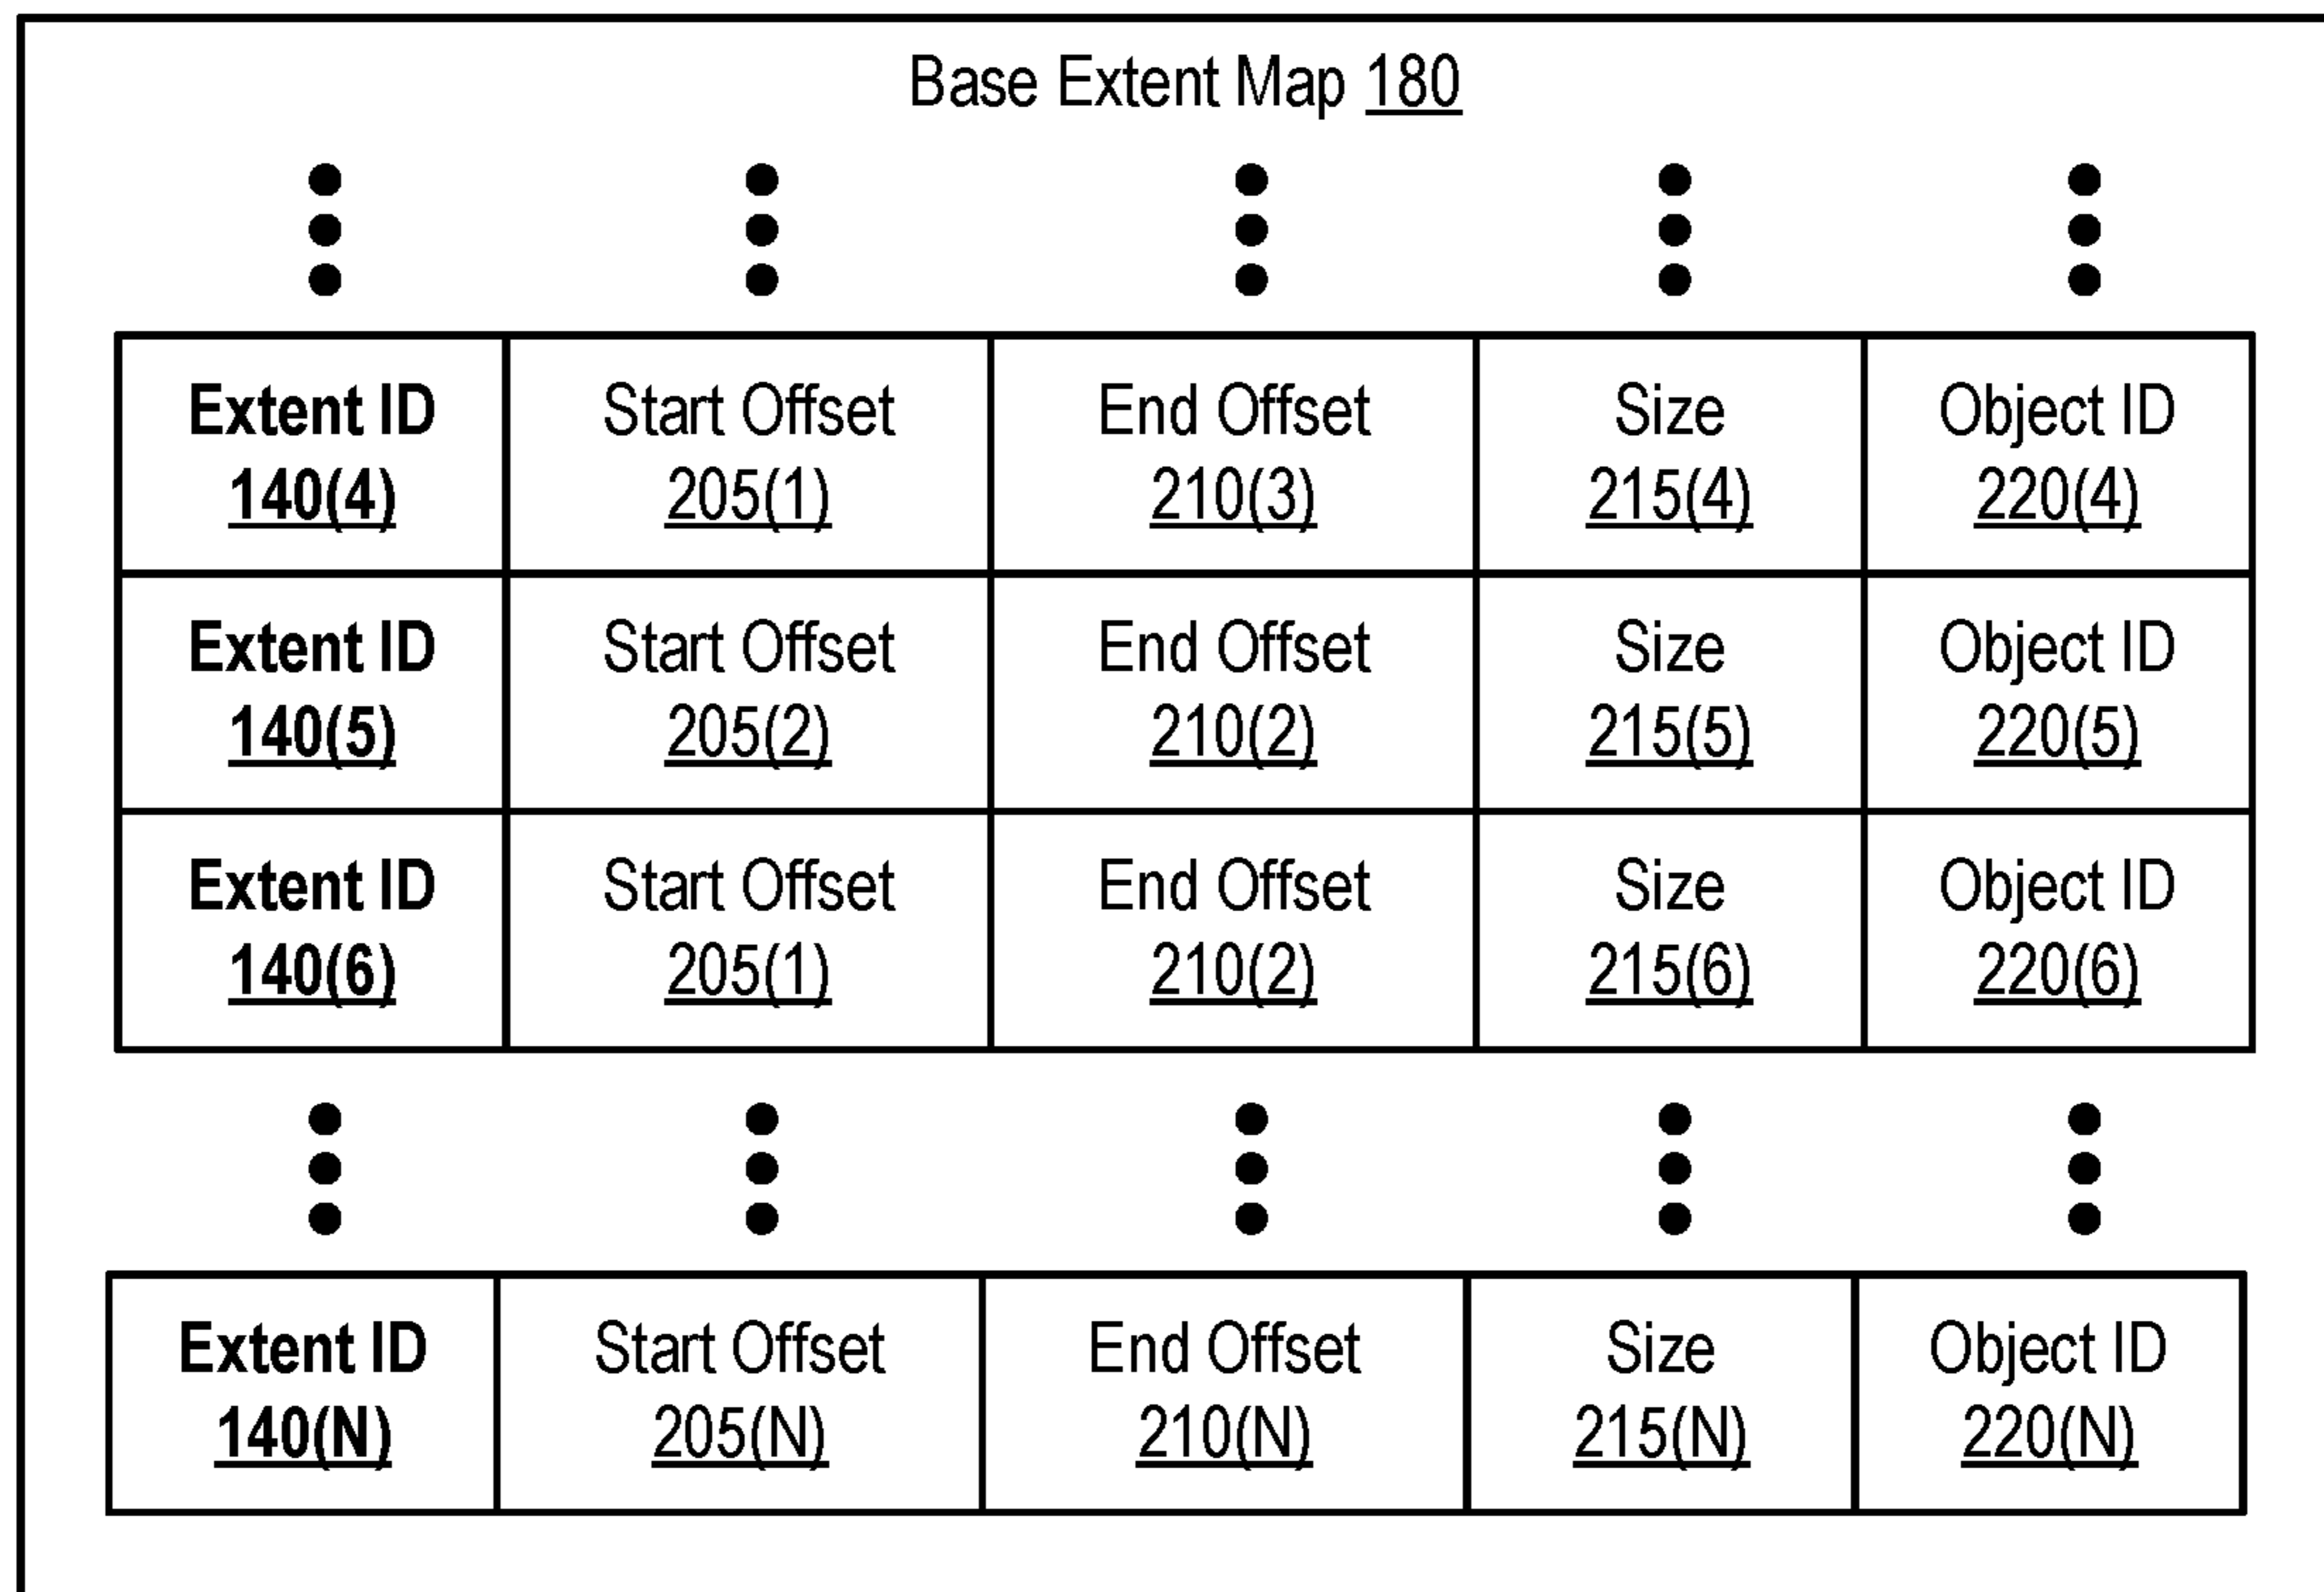 Base Extent Map 180
Extent ID Start Offset End Offset Size Object ID
140(4) 205(1) 210(3) 215(4) 220(4)
Extent ID Start Offset End Offset Size Object ID
140(5) 205(2) 210(2) 215(5) 220(5)
Extent ID Start Offset End Offset Size Object ID
140(6) 205(1) 210(2) 215(6) 220(6)
Extent ID Start Offset End Offset Size Object ID
140(N) 205(N) 210(N) 215(N) 220(N)